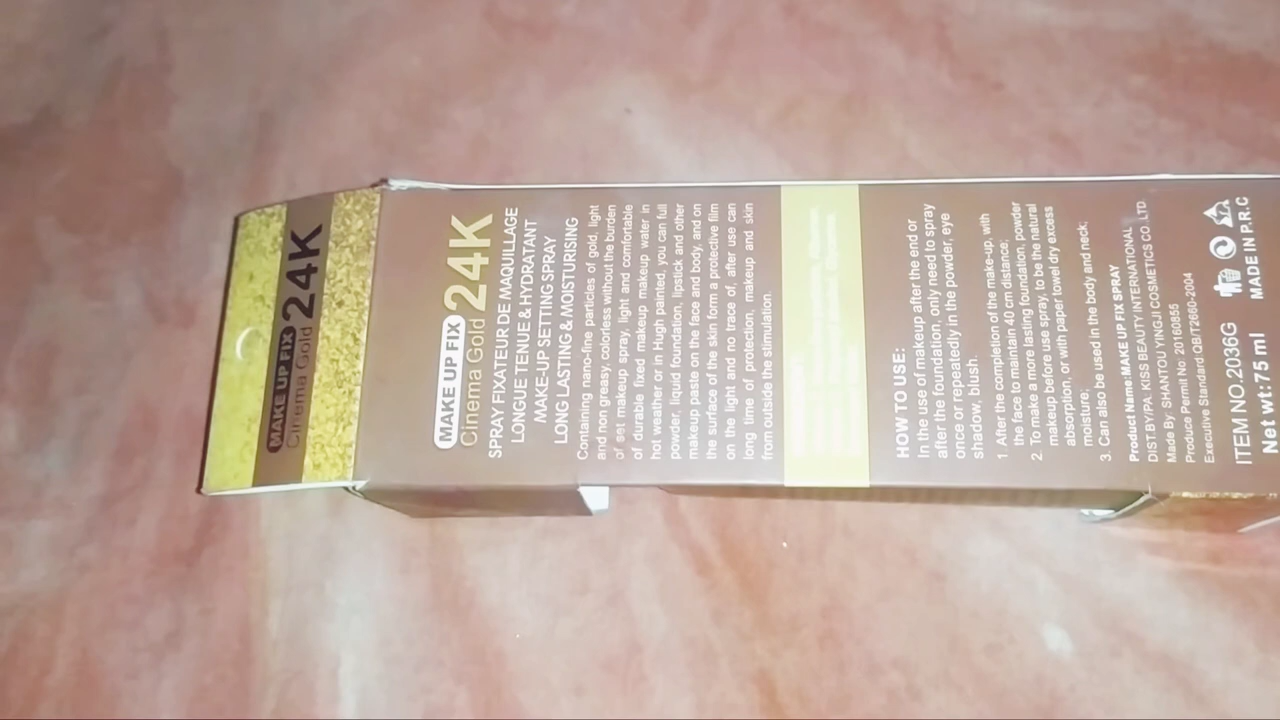 MAKE UP FIX
Cinema Gold 24K
MAKE UP FIX
Cinema Gold 24K
SPRAY FIXATEUR DE MAQUILLAGE
LONGUE TENUE & HYDRATANT
MAKE-UP SETTING SPRAY
LONG LASTING & MOISTURISING
Containing nano-fine particles of gold, light
and non greasy, colorless without the burden
of set makeup spray, light and comfortable
of durable fixed makeup makeup water in
hot weather or in Hugh painted, you can full
powder, liquid foundation, lipstick, and other
makeup paste on the face and body, and on
the surface of the skin form a protective film
on the light and no trace of, after use can
long time of protection, makeup and skin
from outside the stimulation.
HOW TO USE:
In the use of makeup after the end or
after the foundation, only need to spray
once or repeatedly in the powder, eye
shadow, blush.
1. After the completion of the make-up, with
the face to maintain 40 cm distance;
2. To make a more lasting foundation, powder
makeup before use spray, to be the natural
absorption, or with paper towel dry excess
moisture;
3. Can also be used in the body and neck;
Product Name: MAKE UP FIX SPRAY
DIST.BY/PA: KISS BEAUTY INTERNATIONAL
Made By: SHANTOU YINGJI COSMETICS CO.,LTD.
Produce Permit No: 20160855
Executive Standard:QB/T2660-2004
ITEM NO.2036G
Net wt:75 ml
MADE IN P.R.C